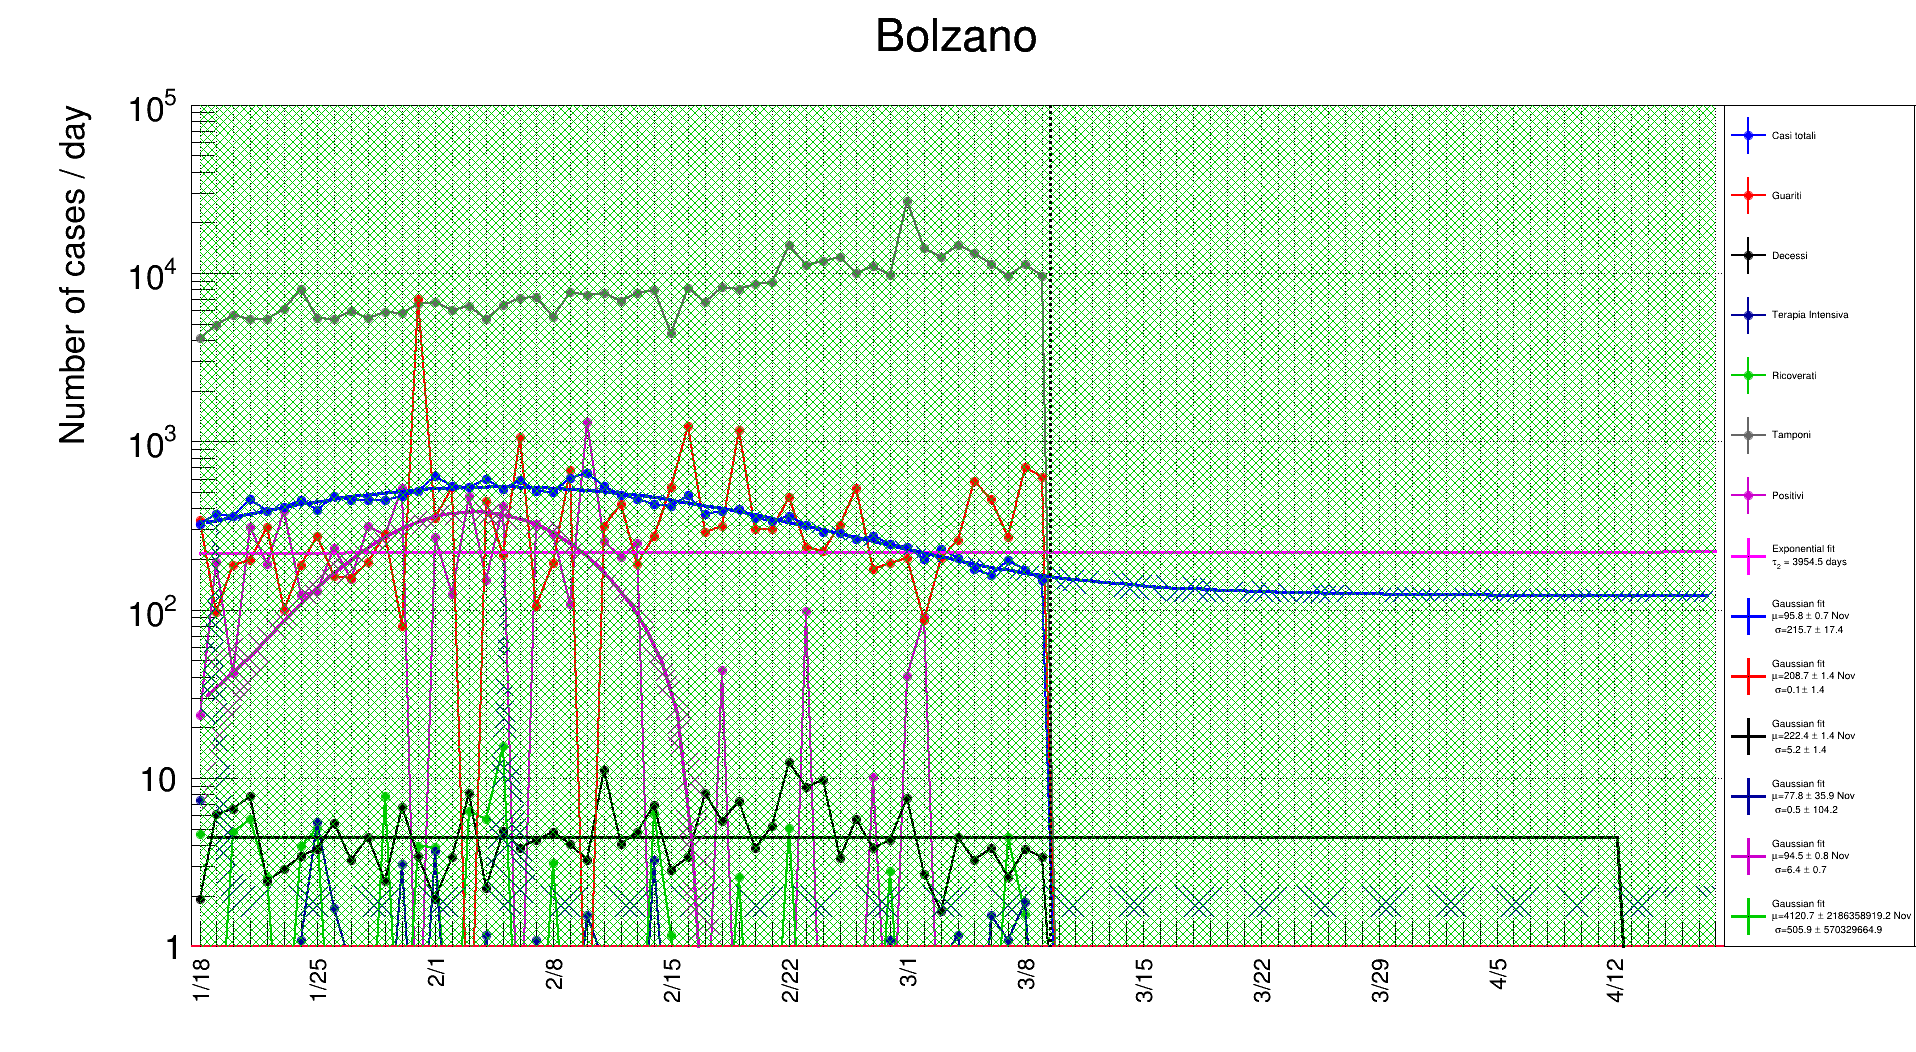 Bolzano
Number of cases / day
10^5
10^4
10^3
10^2
10
1
1/18
1/25
2/1
2/8
2/15
2/22
3/1
3/8
3/15
3/22
3/29
4/5
4/12
Casi totali
Guariti
Decessi
Terapia Intensiva
Ricoverati
Tamponi
Positivi
Exponential fit
τ₂ = 3954.5 days
Gaussian fit
μ=95.8 ± 0.7 Nov
σ=215.7 ± 17.4
Gaussian fit
μ=208.7 ± 1.4 Nov
σ=0.1± 1.4
Gaussian fit
μ=222.4 ± 1.4 Nov
σ=5.2 ± 1.4
Gaussian fit
μ=77.8 ± 35.9 Nov
σ=0.5 ± 104.2
Gaussian fit
μ=94.5 ± 0.8 Nov
σ=6.4 ± 0.7
Gaussian fit
μ=4120.7 ± 2186358919.2 Nov
σ=505.9 ± 570329664.9